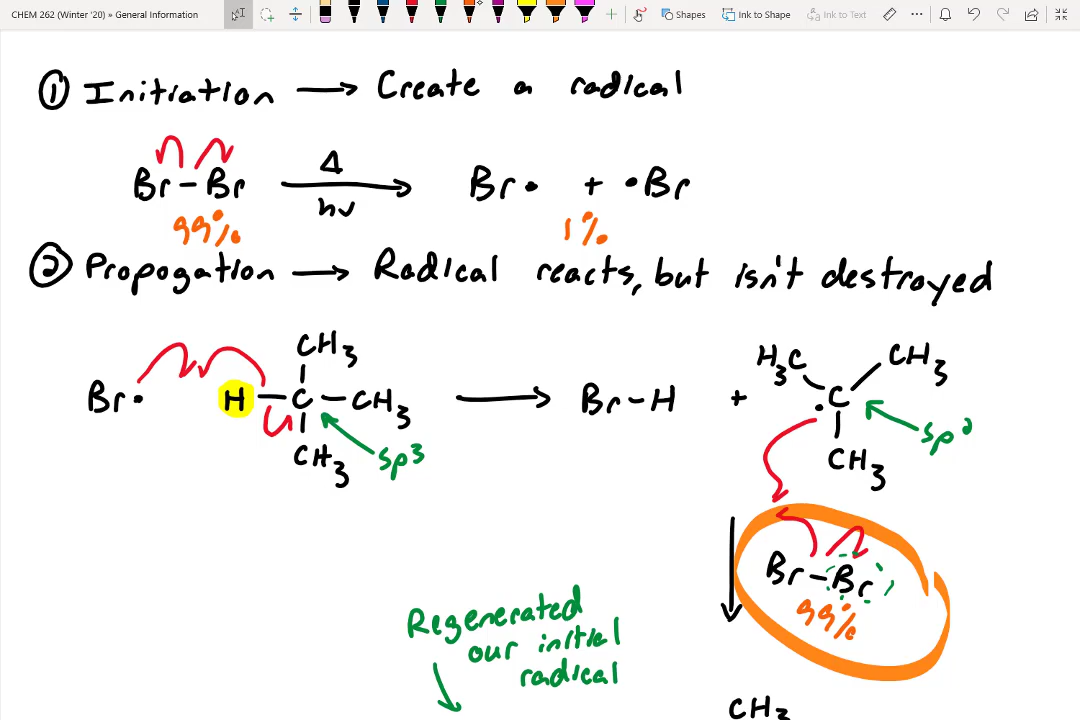 CHEM 262 (Winter '20) » General Information
Shapes
Ink to Shape
Ink to Text
① Initiation → Create a radical
Br–Br
Δ
hν
Br• + •Br
99%
1%
② Propogation → Radical reacts, but isn't destroyed
CH3
Br• H–C–CH3 → Br–H +
CH3
sp3
H3C CH3
•C
CH3
sp2
Br–Br
99%
Regenerated
our initial
radical
CH3